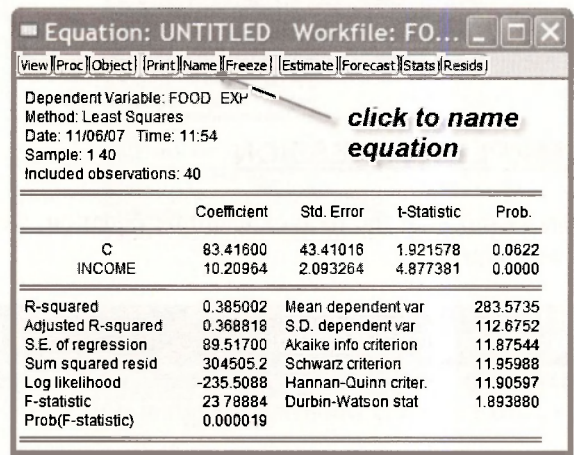 Equation: UNTITLED Workfile: FO...
View Proc Object Print Name Freeze Estimate Forecast Stats Resids
Dependent Variable: FOOD_EXP
Method: Least Squares
Date: 11/06/07 Time: 11:54
Sample: 1 40
Included observations: 40
click to name
equation
Coefficient Std. Error t-Statistic Prob.
C 83.41600 43.41016 1.921578 0.0622
INCOME 10.20964 2.093264 4.877381 0.0000
R-squared 0.385002 Mean dependent var 283.5735
Adjusted R-squared 0.368818 S.D. dependent var 112.6752
S.E. of regression 89.51700 Akaike info criterion 11.87544
Sum squared resid 304505.2 Schwarz criterion 11.95988
Log likelihood -235.5088 Hannan-Quinn criter. 11.90597
F-statistic 23.78884 Durbin-Watson stat 1.893880
Prob(F-statistic) 0.000019